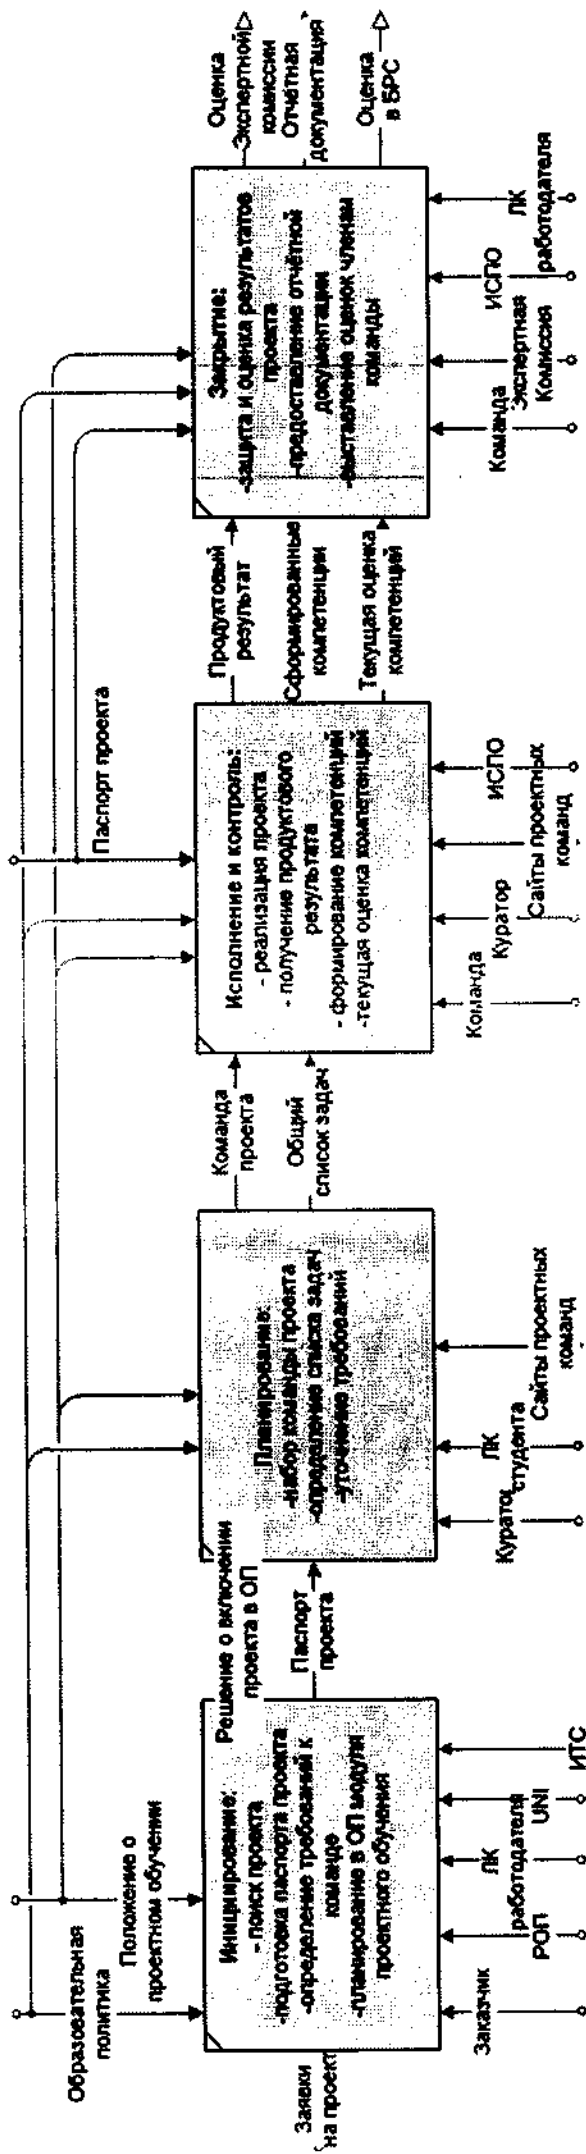 Образовательная
политика
Положение о
проектном обучении
Паспорт проекта
Заявки
на проект
Инициирование:
- поиск проекта
-подготовка паспорта проекта
-определение требований к
команде
-планирование в ОП модуля
проектного обучения
Заказчик
РОП
ЛК
работодателя
UNI
ИТС
Решение о включении
проекта в ОП
Паспорт
проекта
Планирование:
-набор команды проекта
-определение списка задач
-уточнение требований
Куратор
ЛК
студента
Сайты проектных
команд
Команда
проекта
Общий
список задач
Исполнение и контроль:
- реализация проекта
- получение продуктового
результата
- формирование компетенций
-текущая оценка компетенций
Команда
Куратор
Сайты проектных
команд
ИСПО
Продуктовый
результат
Сформированные
компетенции
Текущая оценка
компетенций
Закрытие:
-защита и оценка результатов
проекта
-предоставление отчётной
документации
-выставление оценок членам
команды
Команда
Экспертная
Комиссия
ИСПО
ЛК
работодателя
Оценка
Экспертной
комиссии
Отчётная
документация
Оценка
в БРС